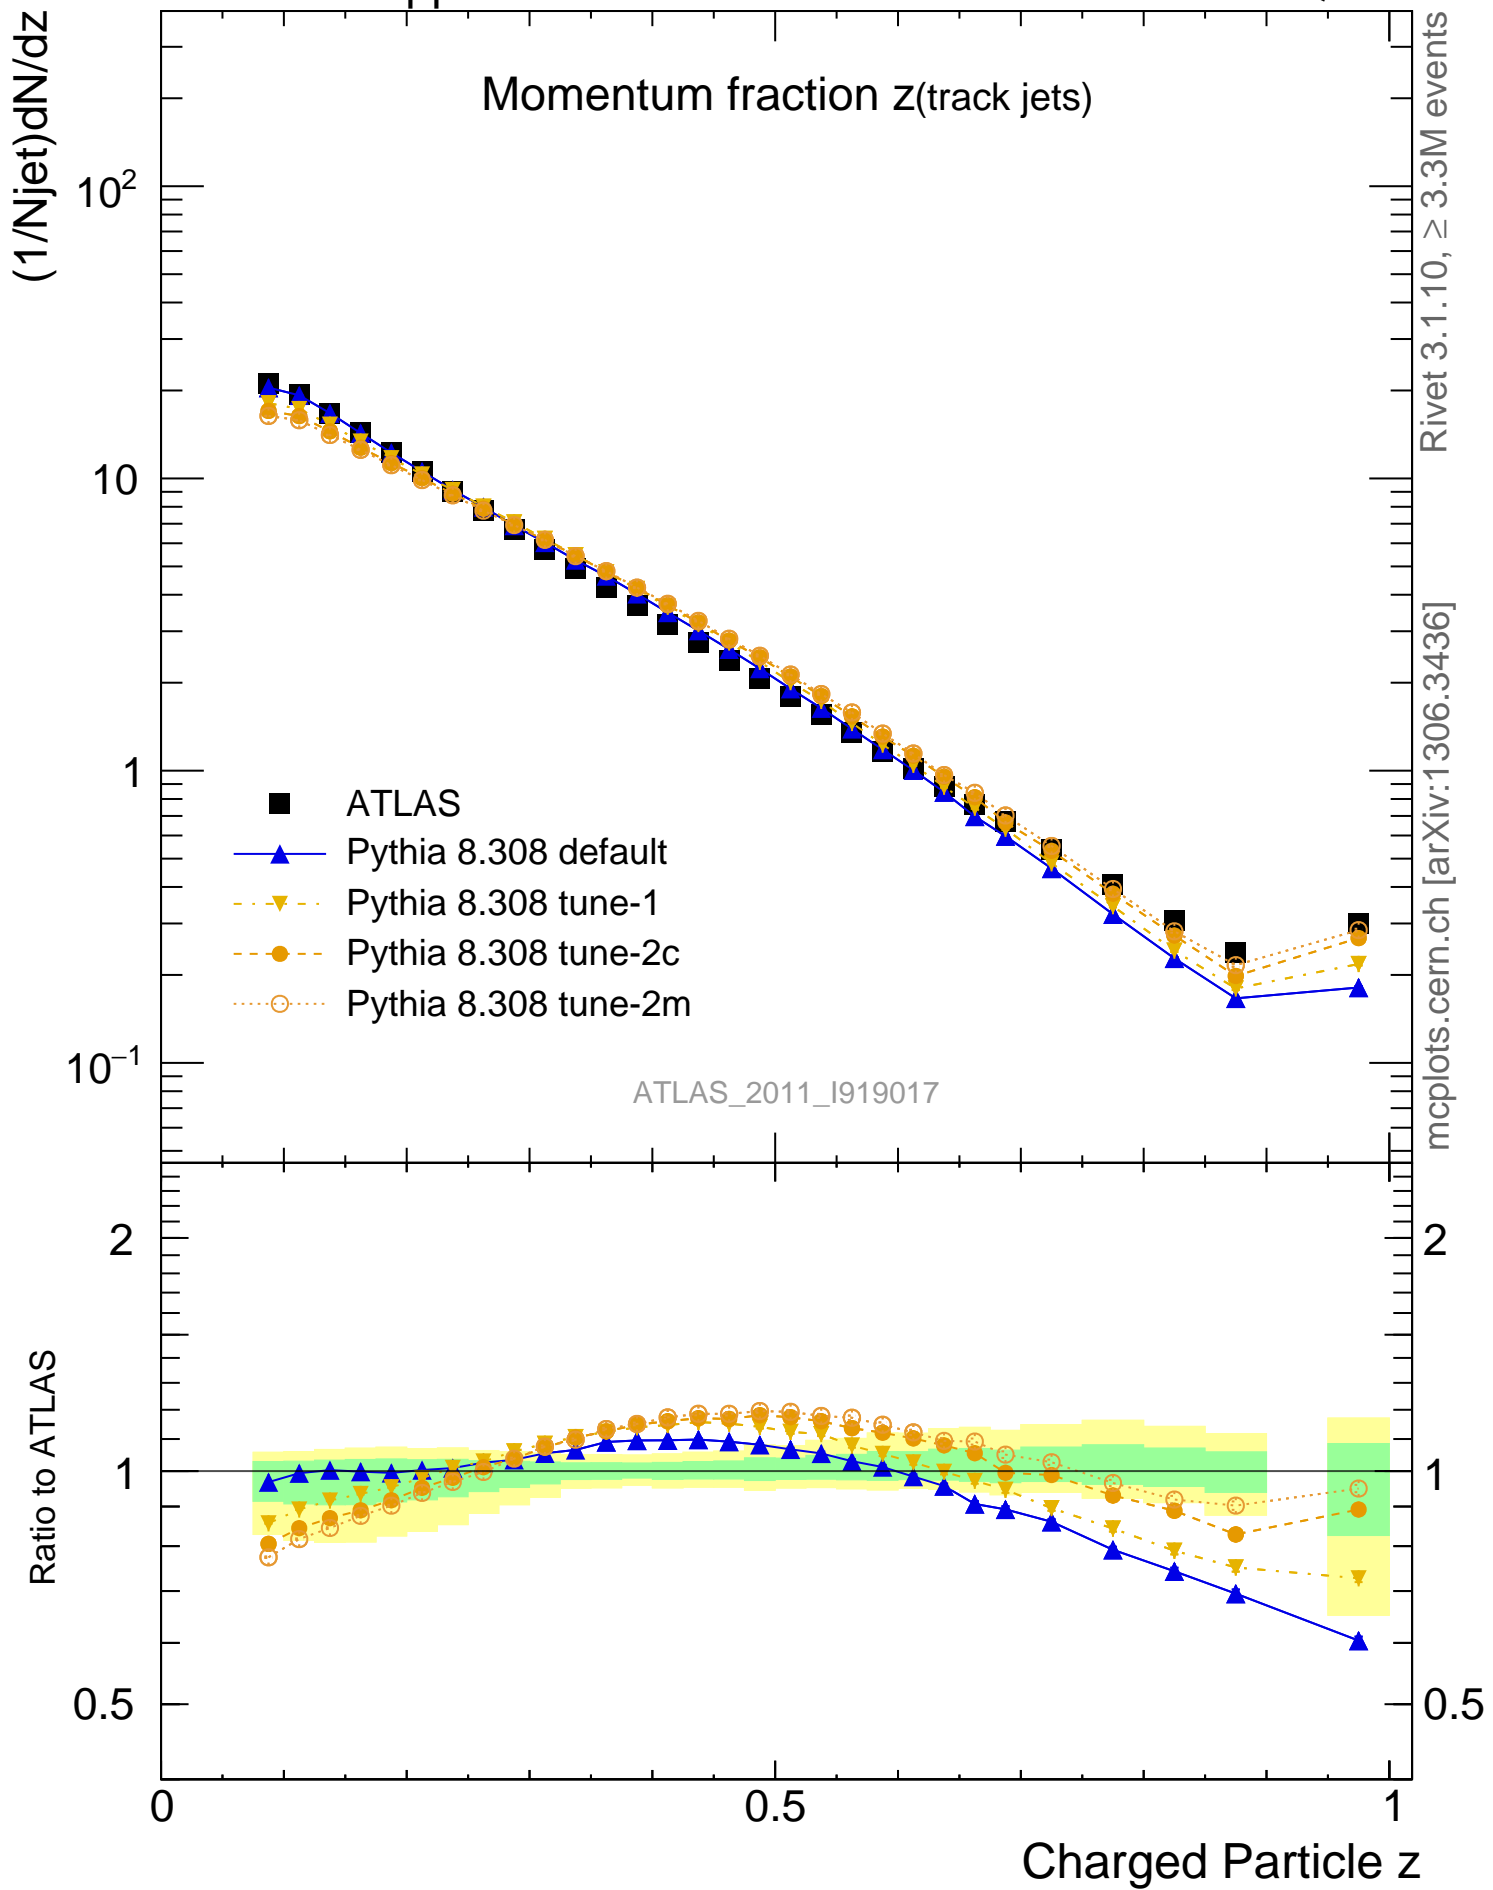 (1/Njet)dN/dz
Momentum fraction z(track jets)
10²
10
1
10⁻¹
ATLAS
Pythia 8.308 default
Pythia 8.308 tune-1
Pythia 8.308 tune-2c
Pythia 8.308 tune-2m
ATLAS_2011_I919017
Rivet 3.1.10, ≥ 3.3M events
mcplots.cern.ch [arXiv:1306.3436]
Ratio to ATLAS
2
1
0.5
2
1
0.5
0
0.5
1
Charged Particle z